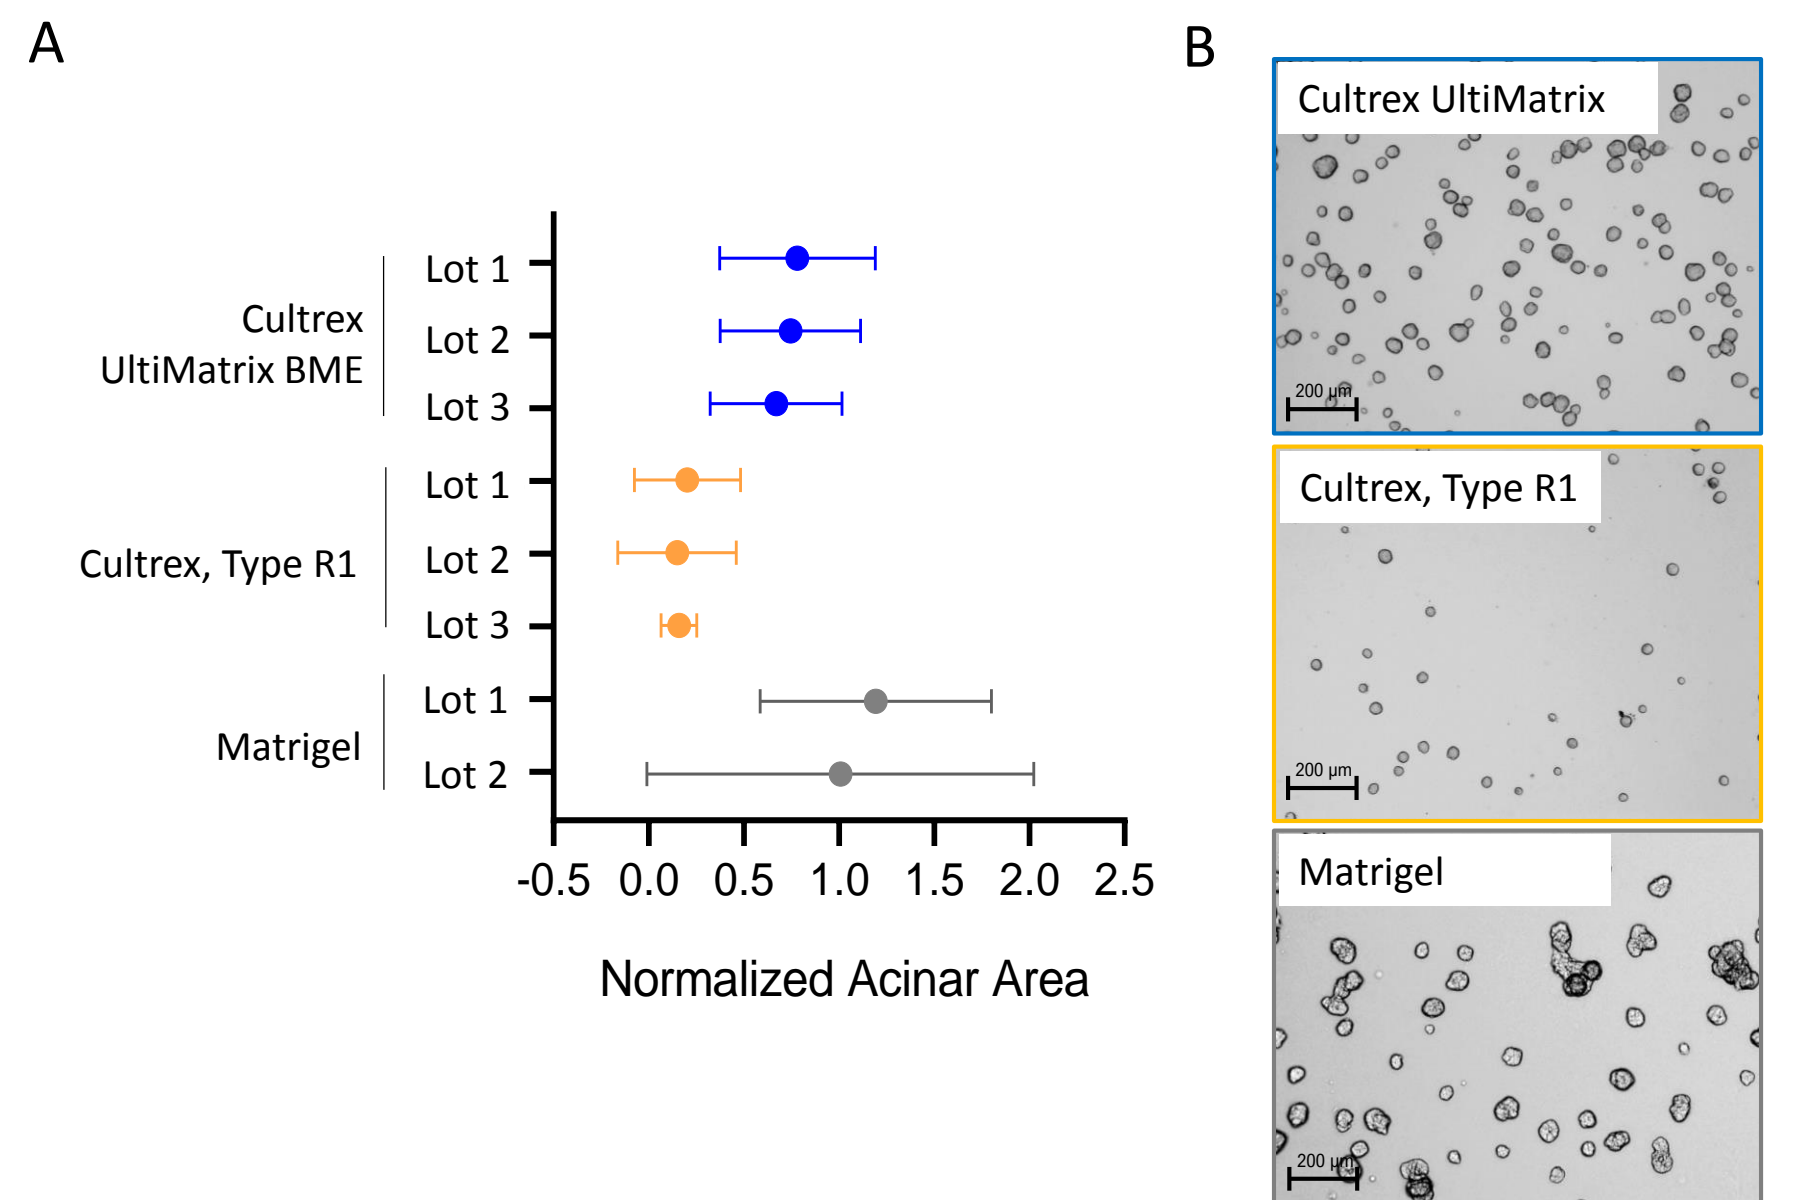 A
Cultrex
UltiMatrix BME
Lot 1
Lot 2
Lot 3
Cultrex, Type R1
Lot 1
Lot 2
Lot 3
Matrigel
Lot 1
Lot 2
-0.5 0.0 0.5 1.0 1.5 2.0 2.5
Normalized Acinar Area
B
Cultrex UltiMatrix
200 µm
Cultrex, Type R1
200 µm
Matrigel
200 µm